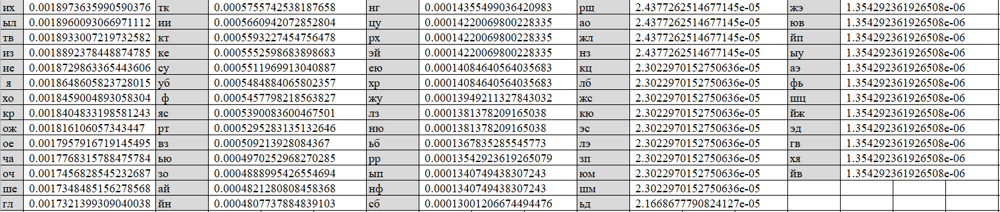 их 0.0018973635990590376 тк 0.0005755742538187658 нг 0.00014355499036420983 рщ 2.4377262514677145e-05 жэ 1.354292361926508e-06
ыл 0.0018960093066971112 ии 0.0005660942072852804 цу 0.00014220069800228335 ао 2.4377262514677145e-05 юв 1.354292361926508e-06
тв 0.0018933007219732582 кт 0.0005593227454756478 рх 0.00014220069800228335 жл 2.4377262514677145e-05 йп 1.354292361926508e-06
из 0.0018892378448874785 ке 0.0005552598683898683 эй 0.00014220069800228335 нз 2.4377262514677145e-05 ыу 1.354292361926508e-06
ие 0.0018729863365443606 су 0.0005511969913040887 ею 0.00014084640564035683 кц 2.3022970152750636e-05 аэ 1.354292361926508e-06
я 0.0018648605823728015 уб 0.0005484884065802357 хр 0.00014084640564035683 лб 2.3022970152750636e-05 фь 1.354292361926508e-06
хо 0.0018459004893058304 ф 0.0005457798218563827 жу 0.00013949211327843032 жс 2.3022970152750636e-05 шц 1.354292361926508e-06
кр 0.0018404833198581243 яс 0.0005390083600467501 лз 0.0001381378209165038 кю 2.3022970152750636e-05 йж 1.354292361926508e-06
ож 0.001816106057343447 рт 0.0005295283135132646 ню 0.0001381378209165038 эс 2.3022970152750636e-05 эд 1.354292361926508e-06
ое 0.0017957916719145495 вз 0.000509213928084367 ьб 0.0001367835285545773 лэ 2.3022970152750636e-05 гв 1.354292361926508e-06
ча 0.0017768315788475784 ью 0.0004970252968270285 рр 0.00013542923619265079 зп 2.3022970152750636e-05 хя 1.354292361926508e-06
оч 0.0017456828545232687 зо 0.0004888995426554694 ып 0.0001340749438307243 юм 2.3022970152750636e-05 йв 1.354292361926508e-06
ше 0.0017348485156278568 ай 0.0004821280808458368 нф 0.0001340749438307243 шм 2.3022970152750636e-05
гл 0.0017321399309040038 йн 0.0004807737884839103 сб 0.00013001206674494476 ьд 2.1668677790824127e-05